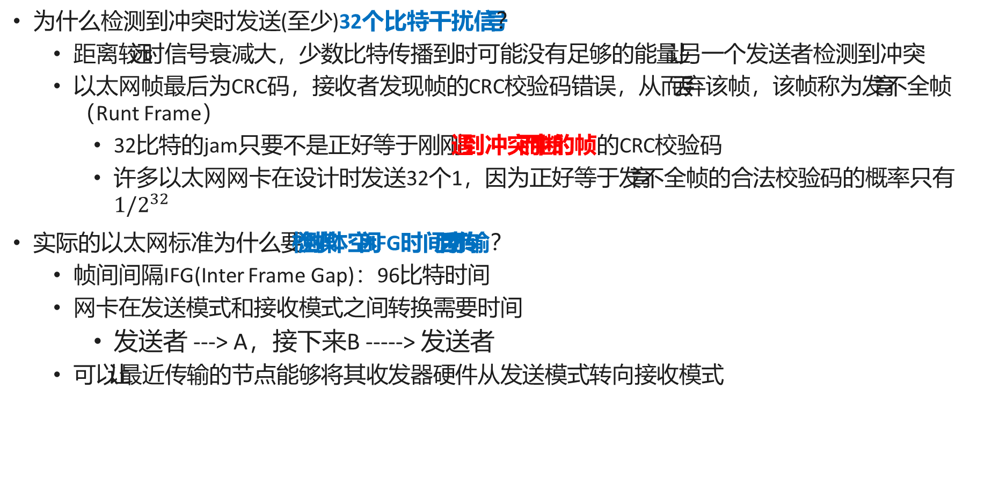 • 为什么检测到冲突时发送(至少)32个比特干扰信号？
• 距离较远时信号衰减大，少数比特传播到时可能没有足够的能量让另一个发送者检测到冲突
• 以太网帧最后为CRC码，接收者发现帧的CRC校验码错误，从而丢弃该帧，该帧称为发育不全帧
（Runt Frame）
• 32比特的jam只要不是正好等于刚刚遇到冲突而中断的帧的CRC校验码
• 许多以太网网卡在设计时发送32个1，因为正好等于发育不全帧的合法校验码的概率只有
1/2³²
• 实际的以太网标准为什么要检测到媒体空闲IFG时间后再启动传输？
• 帧间间隔IFG(Inter Frame Gap)：96比特时间
• 网卡在发送模式和接收模式之间转换需要时间
• 发送者 ---> A，接下来B -----> 发送者
• 可以让最近传输的节点能够将其收发器硬件从发送模式转向接收模式